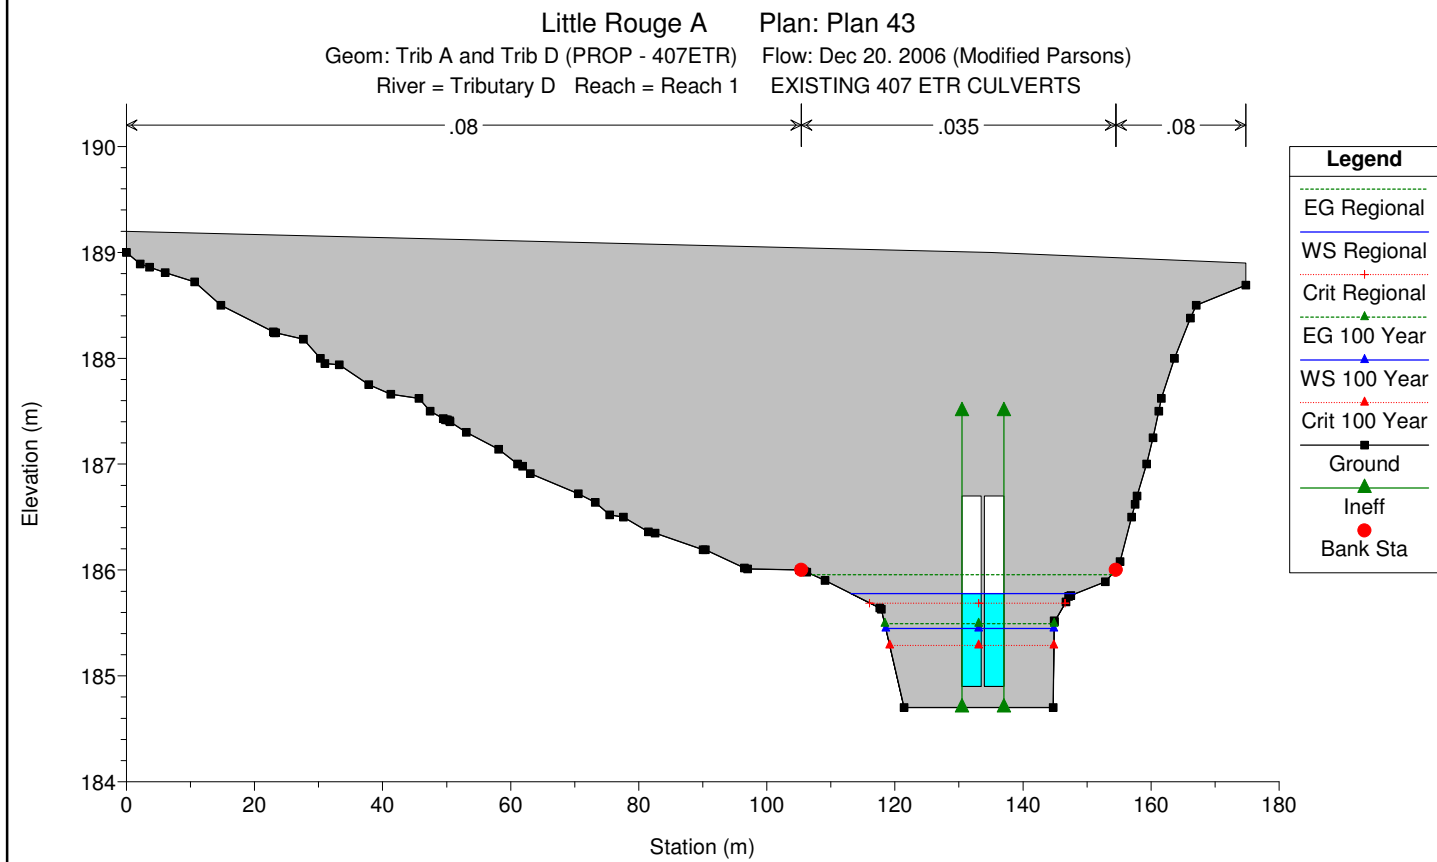 Little Rouge A Plan: Plan 43
Geom: Trib A and Trib D (PROP - 407ETR) Flow: Dec 20. 2006 (Modified Parsons)
River = Tributary D Reach = Reach 1 EXISTING 407 ETR CULVERTS
.08 .035 .08
190
189
188
187
186
185
184
Elevation (m)
0 20 40 60 80 100 120 140 160 180
Station (m)
Legend
EG Regional
WS Regional
Crit Regional
EG 100 Year
WS 100 Year
Crit 100 Year
Ground
Ineff
Bank Sta